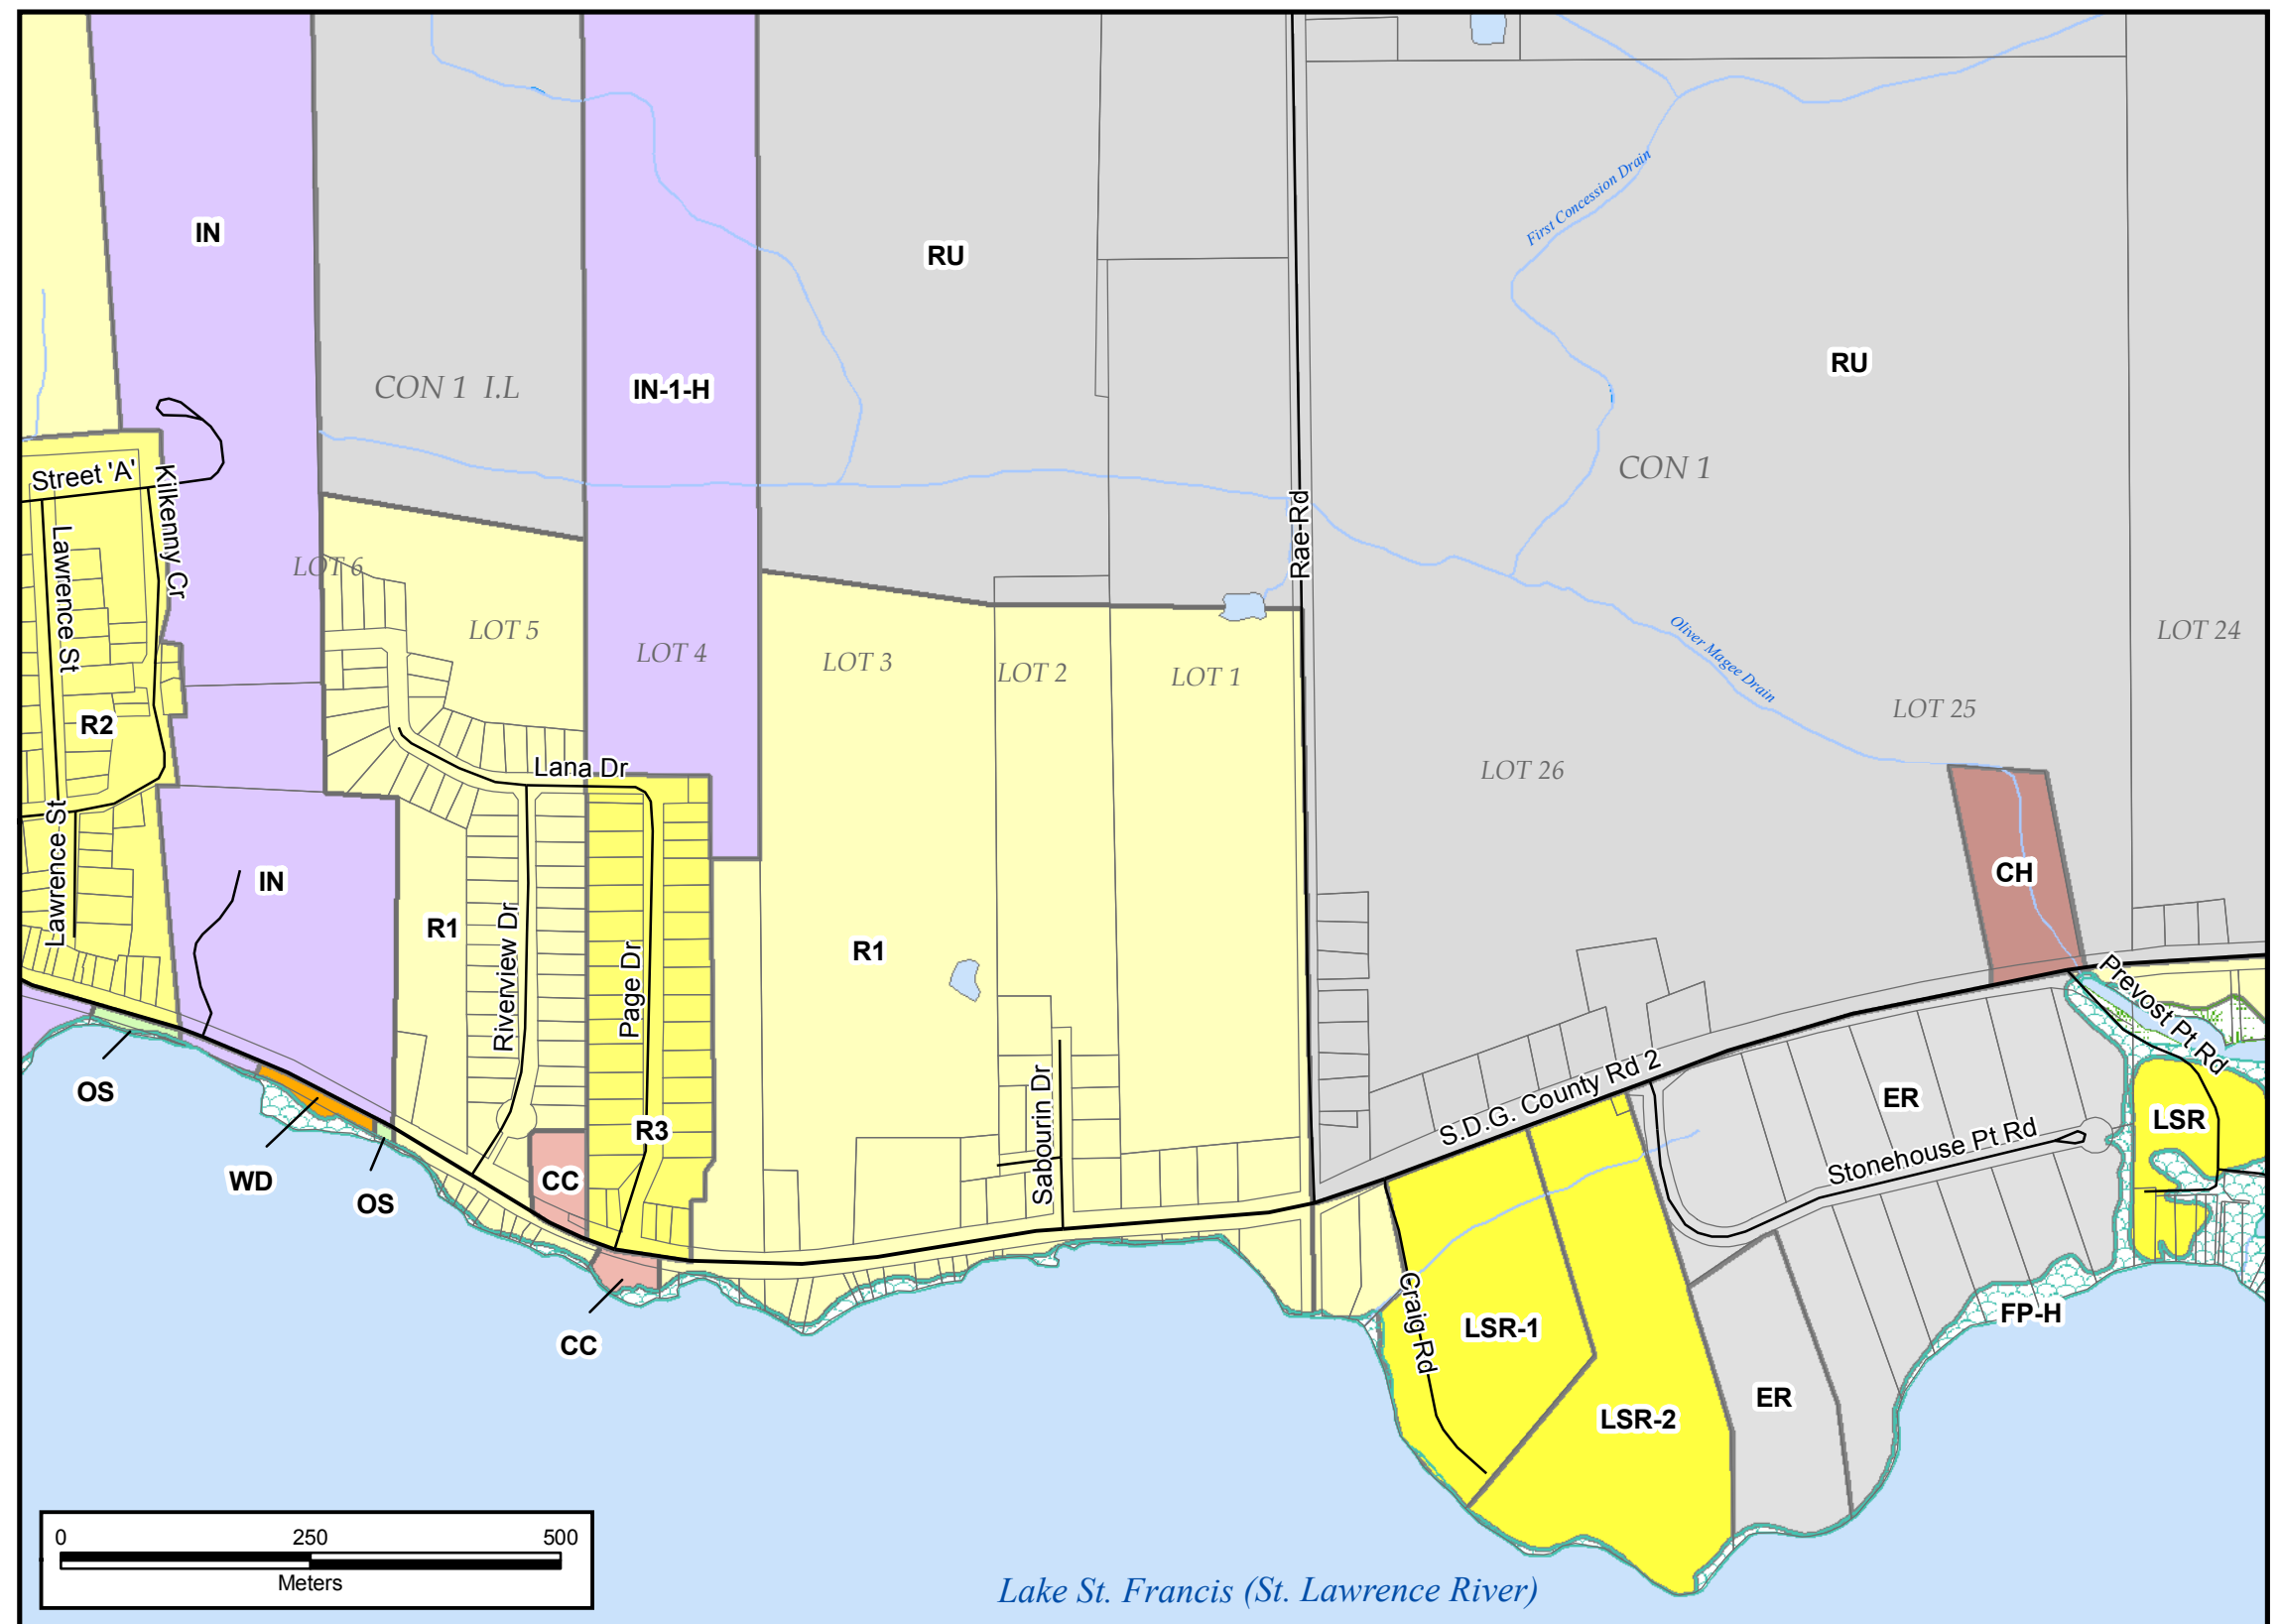 IN
RU
First Concession Drain
RU
CON 1 I.L
IN-1-H
CON 1
Street 'A'
Kilkenny Cr
Lawrence St
Rae Rd
LOT 6
LOT 5
LOT 4
LOT 3
LOT 2
LOT 1
Oliver Magee Drain
LOT 24
LOT 25
LOT 26
R2
Lana Dr
Lawrence St
IN
CH
R1
Riverview Dr
Page Dr
R1
Prevost Pt Rd
OS
WD
OS
CC
R3
Sabourin Dr
S.D.G. County Rd 2
ER
Stonehouse Pt Rd
LSR
CC
Craig Rd
LSR-1
FP-H
LSR-2
ER
0 250 500
Meters
Lake St. Francis (St. Lawrence River)